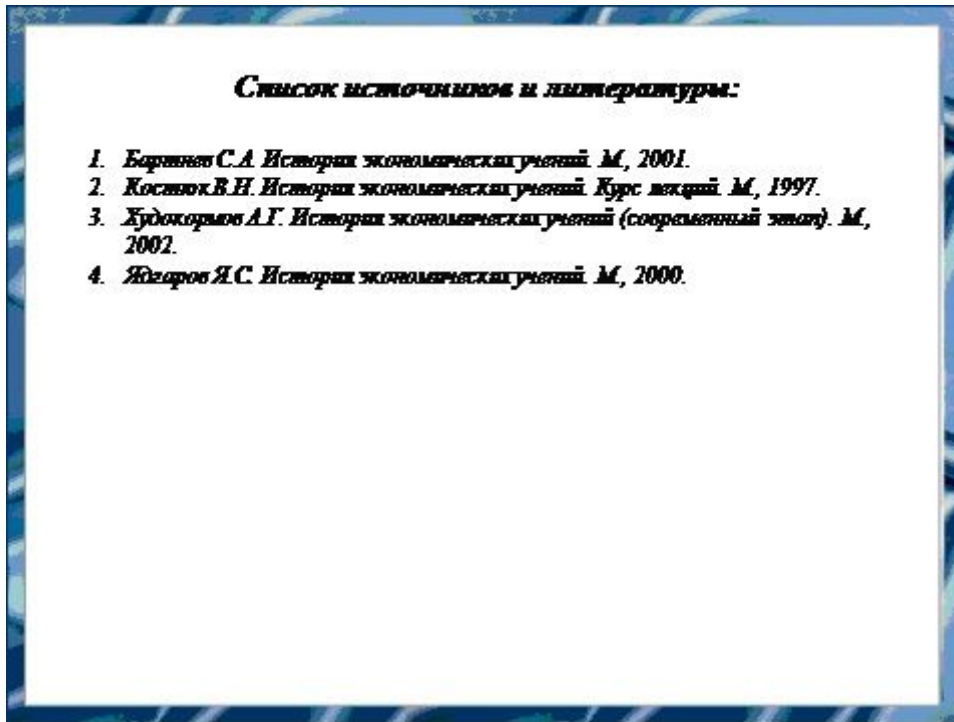 Список источников и литературы:
1. Бартнев С.А. История экономических учений. М., 2001.
2. Костюк В.Н. История экономических учений. Курс лекций. М., 1997.
3. Худокормов А.Г. История экономических учений (современный этап). М.,
2002.
4. Ядгаров Я.С. История экономических учений. М., 2000.